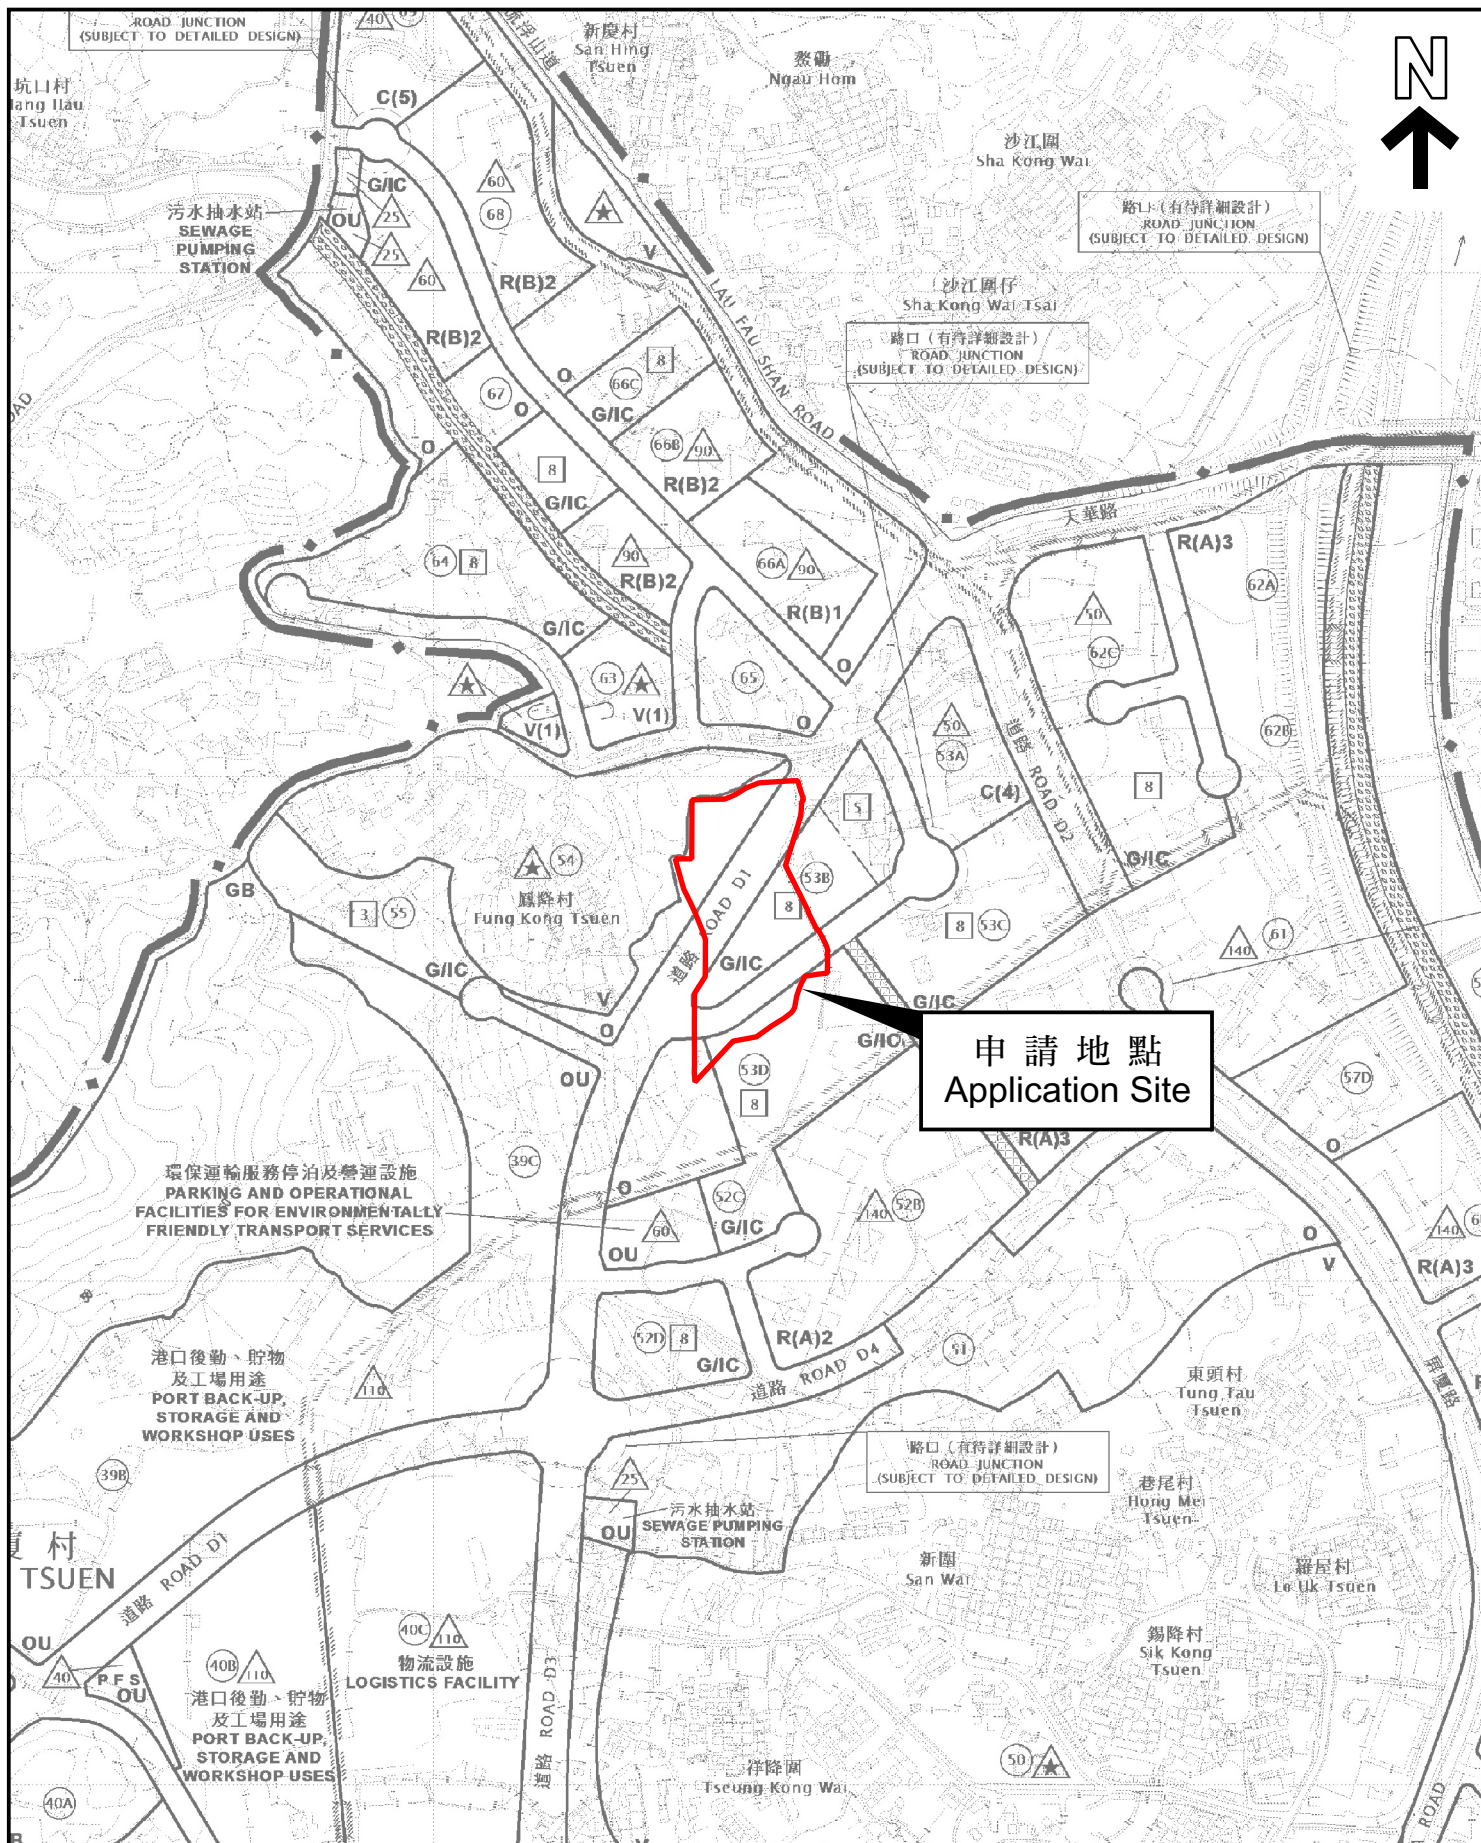 ROAD JUNCTION
(SUBJECT TO DETAILED DESIGN)
40
流浮山道
新慶村
San Hing
Tsuen
鰲磡
Ngau Hom
N
坑口村
Tsuen
C(5)
沙江圍
Sha Kong Wai
60
68
G/IC
25
OU
25
污水抽水站
SEWAGE
PUMPING
STATION
V
60
R(B)2
路口（有待詳細設計）
ROAD JUNCTION
(SUBJECT TO DETAILED DESIGN)
沙江圍仔
Sha Kong Wai Tsai
LAU FAU SHAN ROAD
R(B)2
路口（有待詳細設計）
ROAD JUNCTION
(SUBJECT TO DETAILED DESIGN)
8
66C
O
67
O
G/IC
ROAD
O
66B
90
8
R(B)2
G/IC
天華路
R(A)3
64
8
90
R(B)2
66A
90
R(B)1
62A
50
62C
G/IC
63
V(1)
65
O
O
V(1)
50
53A
道路 ROAD D2
62B
C(4)
8
5
G/IC
54
鳳降村
Fung Kong Tsuen
GB
3
55
道路 ROAD D1
53B
8
8
53C
61
140
G/IC
G/IC
V
O
G/IC
G/IC
申請地點
Application Site
OU
53D
8
57D
R(A)3
O
39C
環保運輸服務停泊及營運設施
PARKING AND OPERATIONAL
FACILITIES FOR ENVIRONMENTALLY
FRIENDLY TRANSPORT SERVICES
O
52C
G/IC
60
OU
140
52B
O
V
140
R(A)3
52D
8
G/IC
R(A)2
道路 ROAD D4
51
港口後勤、貯物
及工場用途
PORT BACK-UP,
STORAGE AND
WORKSHOP USES
110
東頭村
Tung Tau
Tsuen
屏廈路
路口（有待詳細設計）
ROAD JUNCTION
(SUBJECT TO DETAILED DESIGN)
39B
25
OU
污水抽水站
SEWAGE PUMPING
STATION
巷尾村
Hong Mei
Tsuen
村
TSUEN
道路 ROAD D1
新圍
San Wai
羅屋村
Lo Uk Tsuen
OU
40
P F S
OU
40B
110
港口後勤、貯物
及工場用途
PORT BACK-UP,
STORAGE AND
WORKSHOP USES
40C
110
物流設施
LOGISTICS FACILITY
道路 ROAD D3
錫降村
Sik Kong
Tsuen
洋降圍
Tseung Kong Wai
50
40A
ROAD